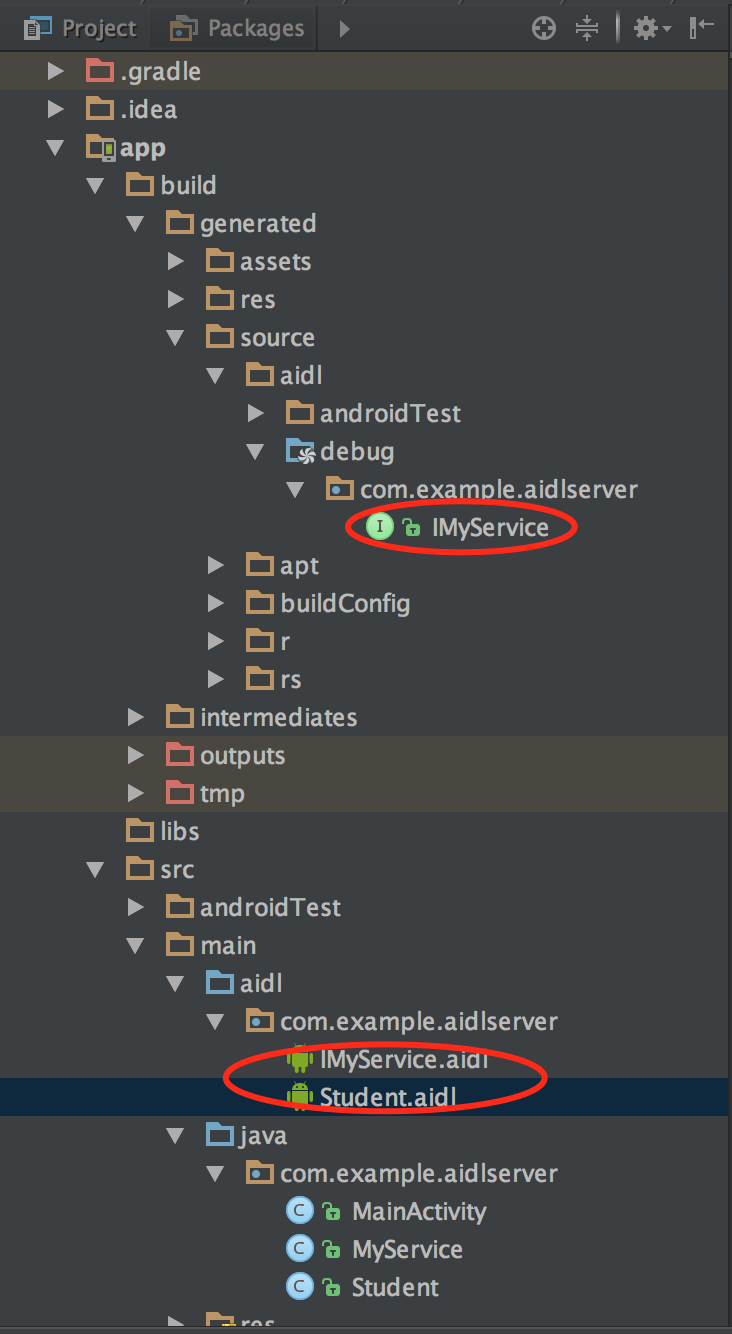 Project Packages
.gradle
.idea
app
build
generated
assets
res
source
aidl
androidTest
debug
com.example.aidlserver
I IMyService
apt
buildConfig
r
rs
intermediates
outputs
tmp
libs
src
androidTest
main
aidl
com.example.aidlserver
IMyService.aidl
Student.aidl
java
com.example.aidlserver
C MainActivity
C MyService
C Student
res